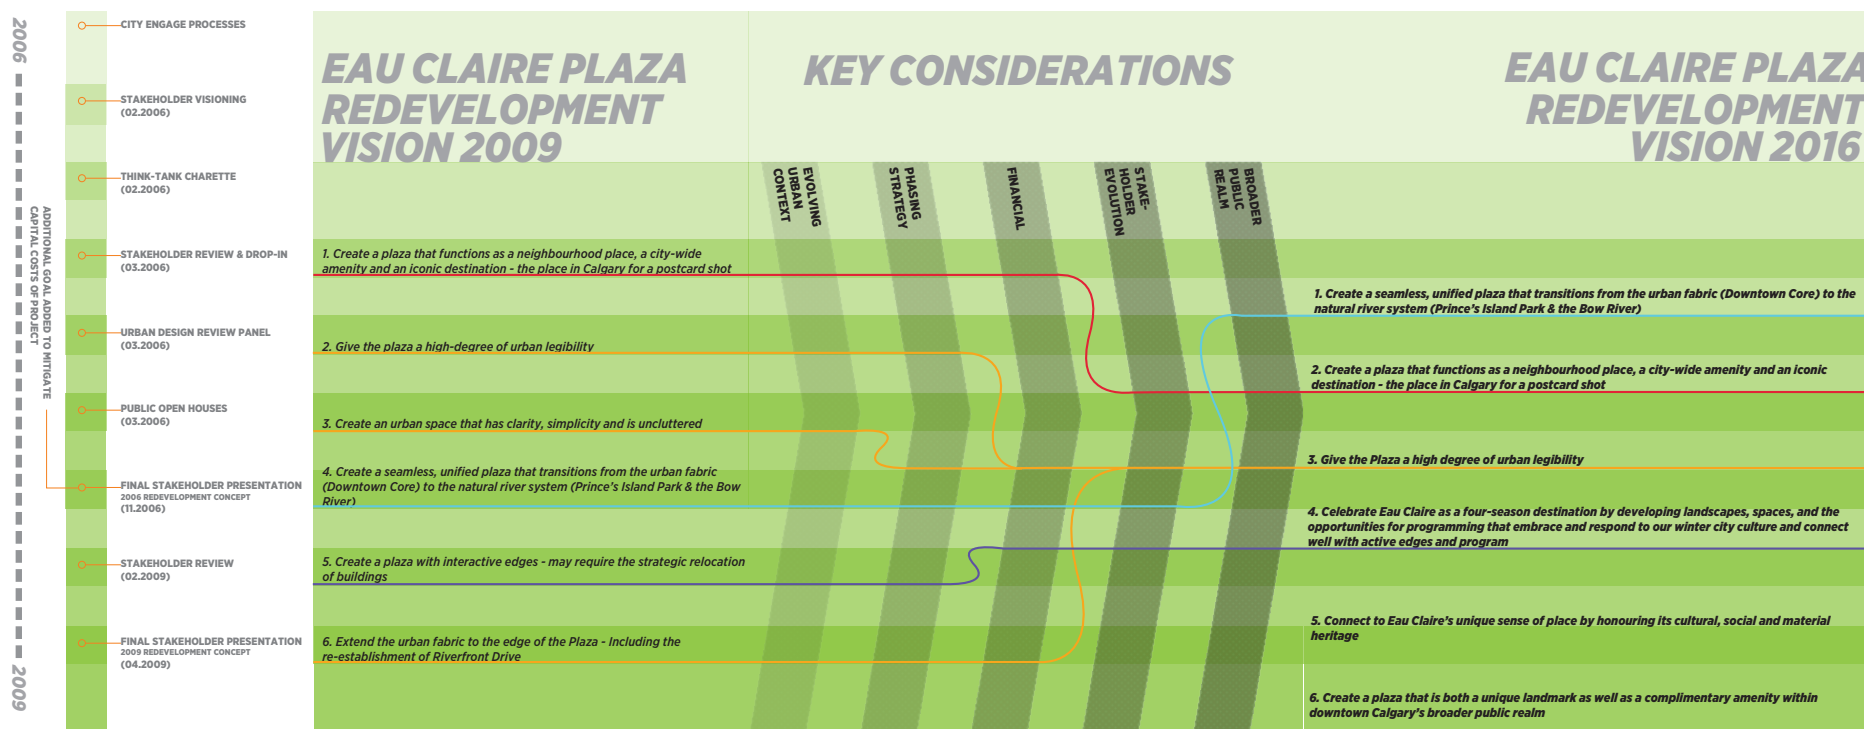 2006
2009
ADDITIONAL GOAL ADDED TO MITIGATE
CAPITAL COSTS OF PROJECT
CITY ENGAGE PROCESSES
STAKEHOLDER VISIONING
(02.2006)
THINK-TANK CHARETTE
(02.2006)
STAKEHOLDER REVIEW & DROP-IN
(03.2006)
URBAN DESIGN REVIEW PANEL
(03.2006)
PUBLIC OPEN HOUSES
(03.2006)
FINAL STAKEHOLDER PRESENTATION
2006 REDEVELOPMENT CONCEPT
(11.2006)
STAKEHOLDER REVIEW
(02.2009)
FINAL STAKEHOLDER PRESENTATION
2009 REDEVELOPMENT CONCEPT
(04.2009)
EAU CLAIRE PLAZA
REDEVELOPMENT
VISION 2009
1. Create a plaza that functions as a neighbourhood place, a city-wide
amenity and an iconic destination - the place in Calgary for a postcard shot
2. Give the plaza a high-degree of urban legibility
3. Create an urban space that has clarity, simplicity and is uncluttered
4. Create a seamless, unified plaza that transitions from the urban fabric
(Downtown Core) to the natural river system (Prince's Island Park & the Bow
River)
5. Create a plaza with interactive edges - may require the strategic relocation
of buildings
6. Extend the urban fabric to the edge of the Plaza - Including the
re-establishment of Riverfront Drive
KEY CONSIDERATIONS
EVOLVING
URBAN
CONTEXT
PHASING
STRATEGY
FINANCIAL
STAKE-
HOLDER
EVOLUTION
BROADER
PUBLIC
REALM
EAU CLAIRE PLAZA
REDEVELOPMENT
VISION 2016
1. Create a seamless, unified plaza that transitions from the urban fabric (Downtown Core) to the
natural river system (Prince's Island Park & the Bow River)
2. Create a plaza that functions as a neighbourhood place, a city-wide amenity and an iconic
destination - the place in Calgary for a postcard shot
3. Give the Plaza a high degree of urban legibility
4. Celebrate Eau Claire as a four-season destination by developing landscapes, spaces, and the
opportunities for programming that embrace and respond to our winter city culture and connect
well with active edges and program
5. Connect to Eau Claire's unique sense of place by honouring its cultural, social and material
heritage
6. Create a plaza that is both a unique landmark as well as a complimentary amenity within
downtown Calgary's broader public realm